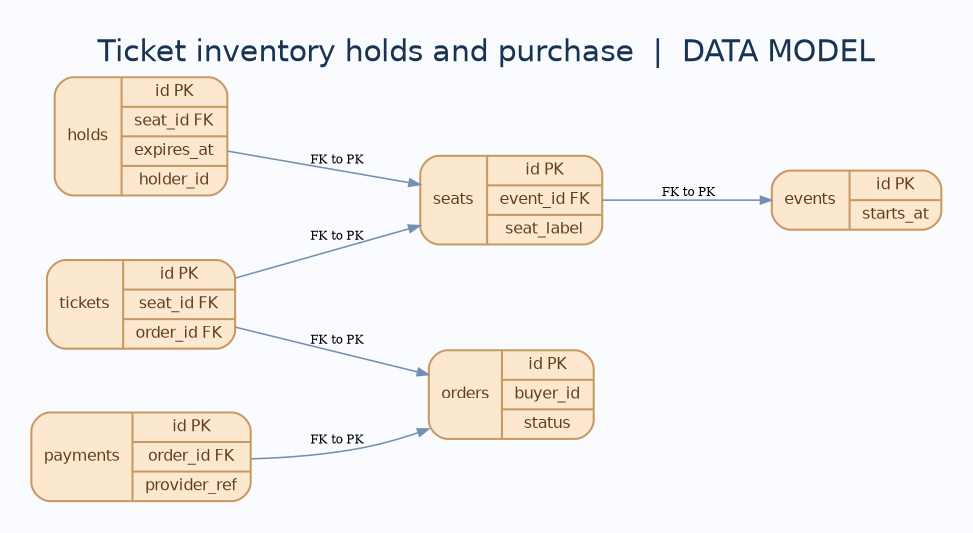 Ticket inventory holds and purchase | DATA MODEL
holds
id PK
seat_id FK
expires_at
holder_id
FK to PK
seats
id PK
event_id FK
seat_label
FK to PK
events
id PK
starts_at
tickets
id PK
seat_id FK
order_id FK
FK to PK
FK to PK
orders
id PK
buyer_id
status
payments
id PK
order_id FK
provider_ref
FK to PK